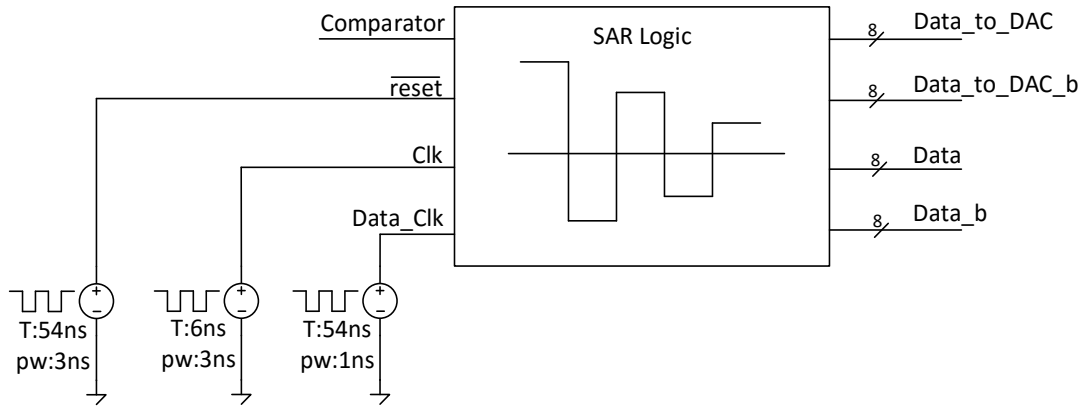 Comparator
SAR Logic
8
Data_to_DAC
reset
8
Data_to_DAC_b
Clk
8
Data
Data_Clk
8
Data_b
+
−
T:54ns
pw:3ns
+
−
T:6ns
pw:3ns
+
−
T:54ns
pw:1ns